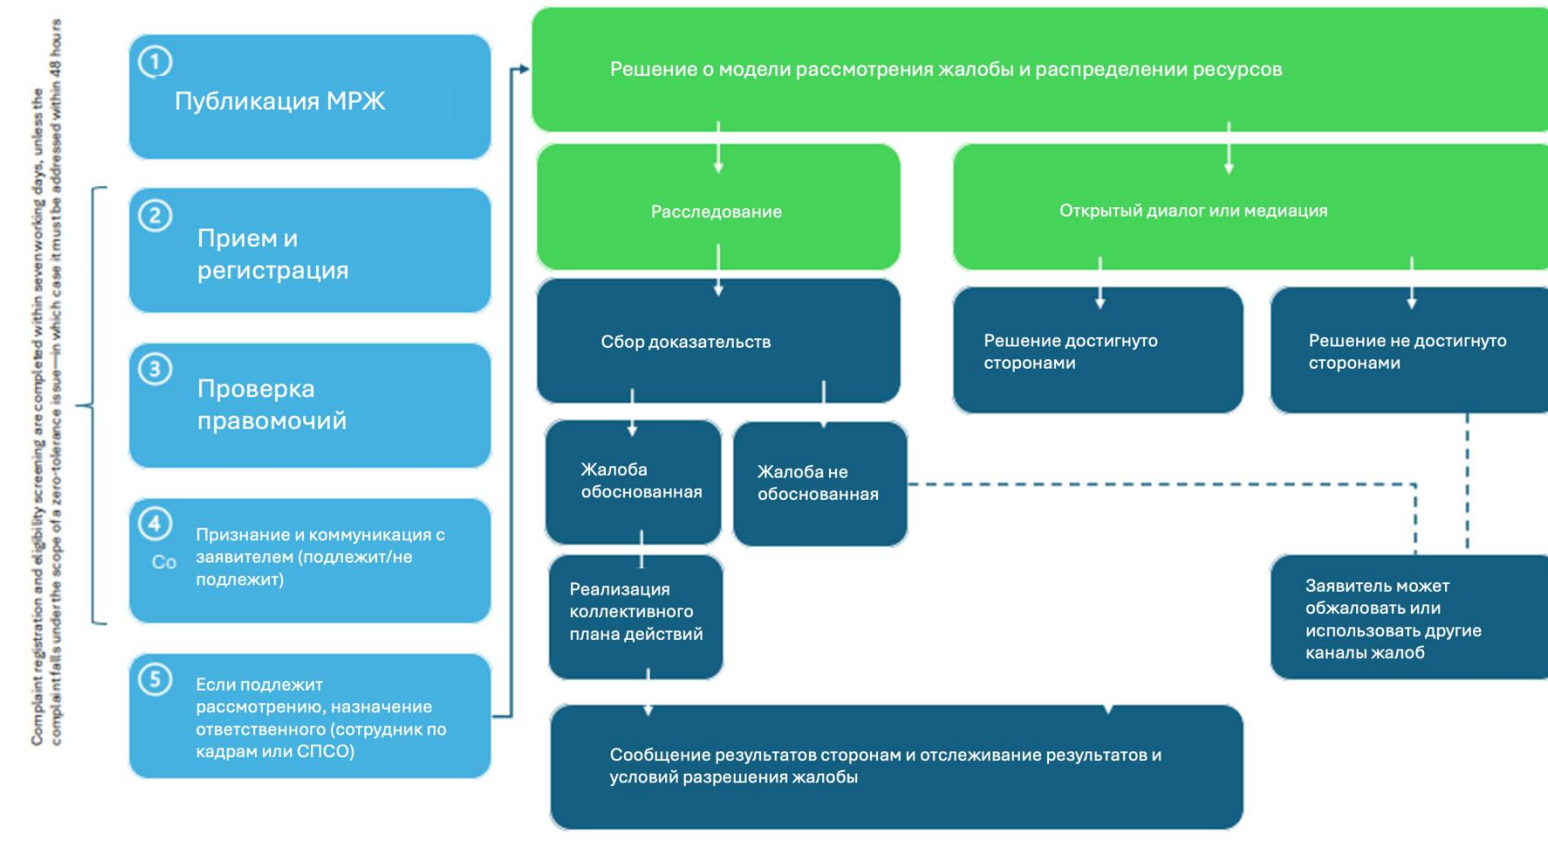 Complaint registration and eligibility screening are completed within seven working days, unless the
complaint falls under the scope of a zero-tolerance issue—in which case it must be addressed within 48 hours
1
Публикация МРЖ
2
Прием и
регистрация
3
Проверка
правомочий
4
Co
Признание и коммуникация с
заявителем (подлежит/не
подлежит)
5
Если подлежит
рассмотрению, назначение
ответственного (сотрудник по
кадрам или СПСО)
Решение о модели рассмотрения жалобы и распределении ресурсов
Расследование
Открытый диалог или медиация
Сбор доказательств
Решение достигнуто
сторонами
Решение не достигнуто
сторонами
Жалоба
обоснованная
Жалоба не
обоснованная
Реализация
коллективного
плана действий
Заявитель может
обжаловать или
использовать другие
каналы жалоб
Сообщение результатов сторонам и отслеживание результатов и
условий разрешения жалобы